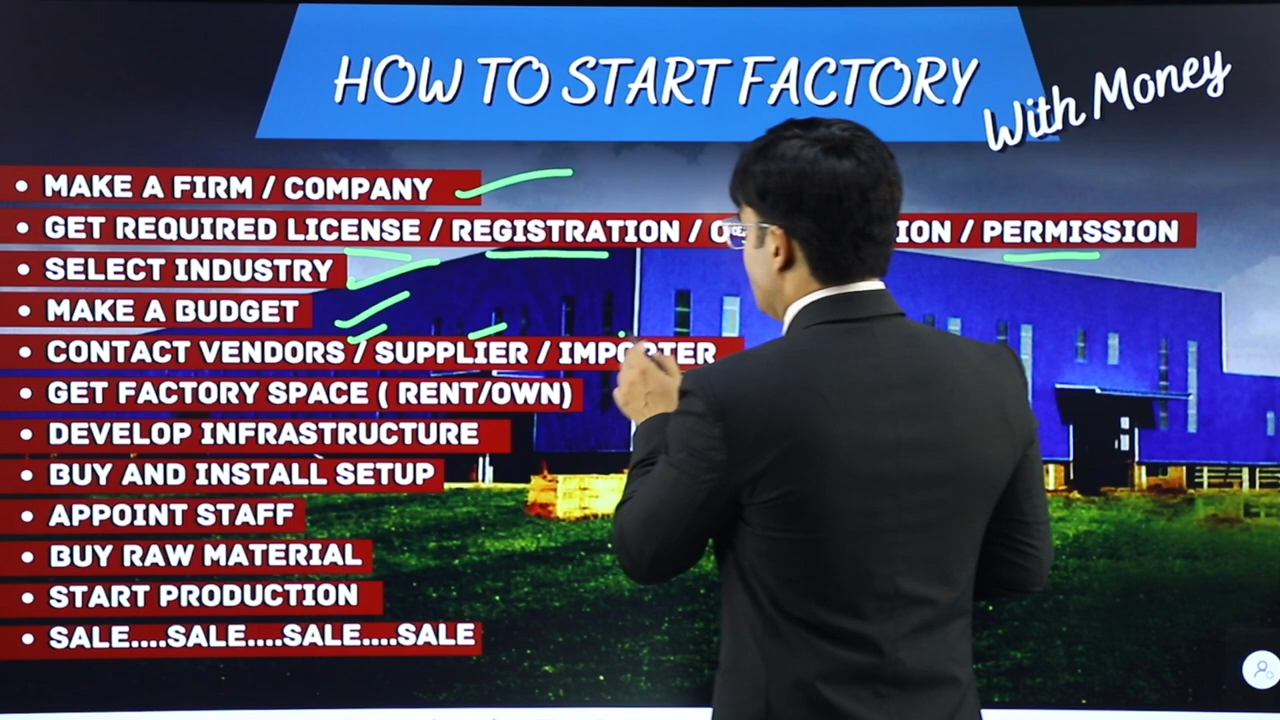 HOW TO START FACTORY
With Money
• MAKE A FIRM / COMPANY
• GET REQUIRED LICENSE / REGISTRATION / / PERMISSION
• SELECT INDUSTRY
• MAKE A BUDGET
• CONTACT VENDORS / SUPPLIER / IMPORTER
• GET FACTORY SPACE ( RENT/OWN)
• DEVELOP INFRASTRUCTURE
• BUY AND INSTALL SETUP
• APPOINT STAFF
• BUY RAW MATERIAL
• START PRODUCTION
• SALE....SALE....SALE....SALE